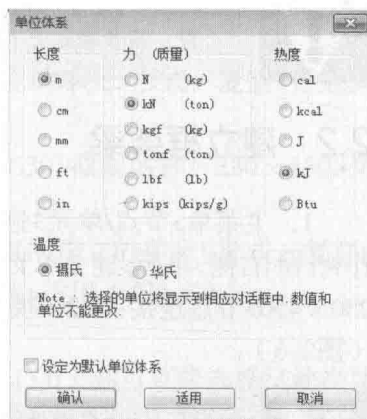 单位体系
长度 力 (质量) 热度
m N (kg) cal
cm kN (ton) kcal
mm kgf (kg) J
ft tonf (ton) kJ
in lbf (lb) Btu
kips (kips/g)
温度
摄氏 华氏
Note... 选择的单位将显示到相应对话框中.数值和
单位不能更改.
设定为默认单位体系
确认 适用 取消